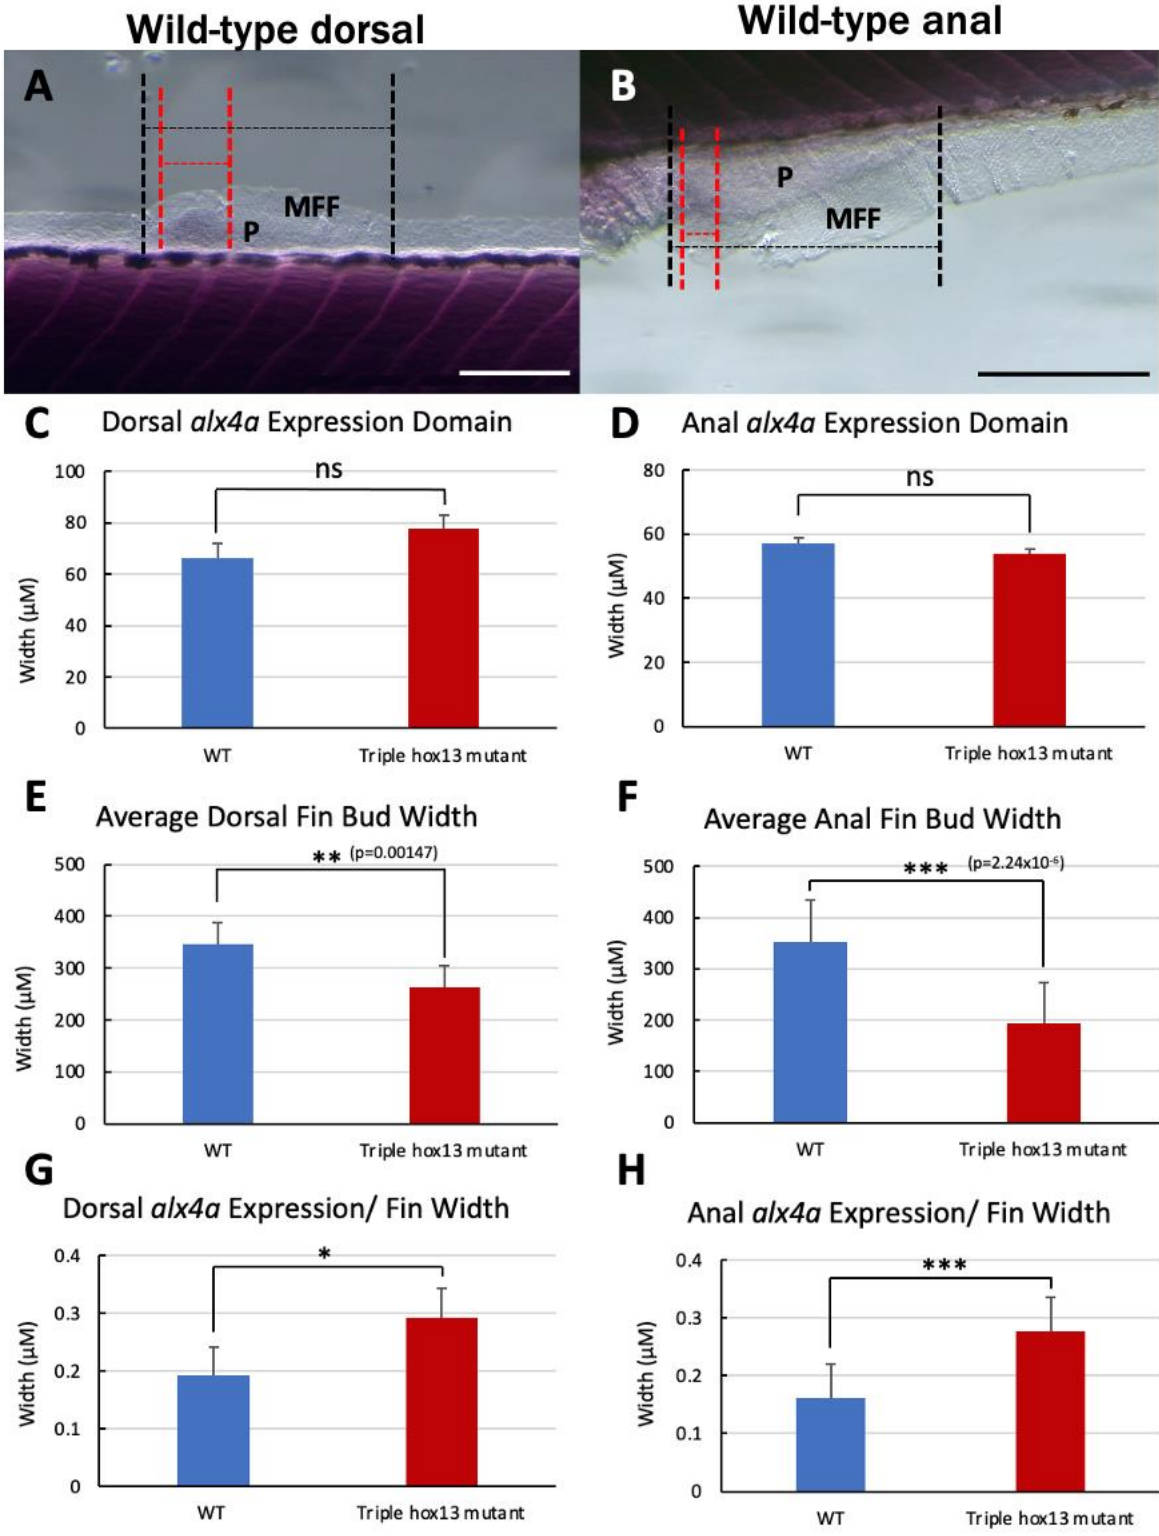 Wild-type dorsal
Wild-type anal
A
B
MFF
P
P
MFF
C
Dorsal alx4a Expression Domain
ns
100
80
60
40
20
0
Width (µM)
WT
Triple hox13 mutant
D
Anal alx4a Expression Domain
ns
80
60
40
20
0
Width (µM)
WT
Triple hox13 mutant
E
Average Dorsal Fin Bud Width
** (p=0.00147)
500
400
300
200
100
0
Width (µM)
WT
Triple hox13 mutant
F
Average Anal Fin Bud Width
*** (p=2.24x10⁻⁶)
500
400
300
200
100
0
Width (µM)
WT
Triple hox13 mutant
G
Dorsal alx4a Expression/ Fin Width
*
0.4
0.3
0.2
0.1
0
Width (µM)
WT
Triple hox13 mutant
H
Anal alx4a Expression/ Fin Width
***
0.4
0.3
0.2
0.1
0
Width (µM)
WT
Triple hox13 mutant